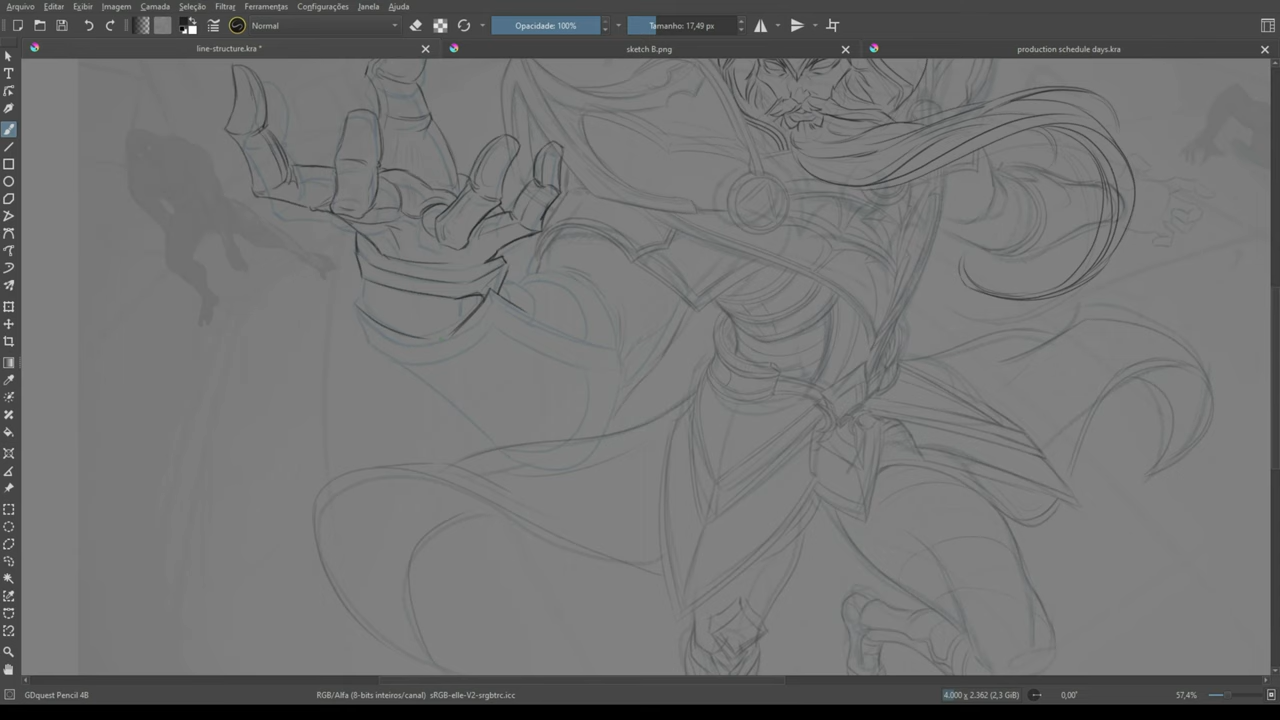 Arquivo Editar Exibir Imagem Camada Seleção Filtrar Ferramentas Configurações Janela Ajuda
Normal Opacidade: 100% Tamanho: 17,49 px
line-structure.kra * sketch B.png production schedule days.kra
GDquest Pencil 4B RGB/Alfa (8-bits inteiros/canal) sRGB-elle-V2-srgbtrc.icc 4.000 x 2.362 (2,3 GiB) 0,00° 57,4%